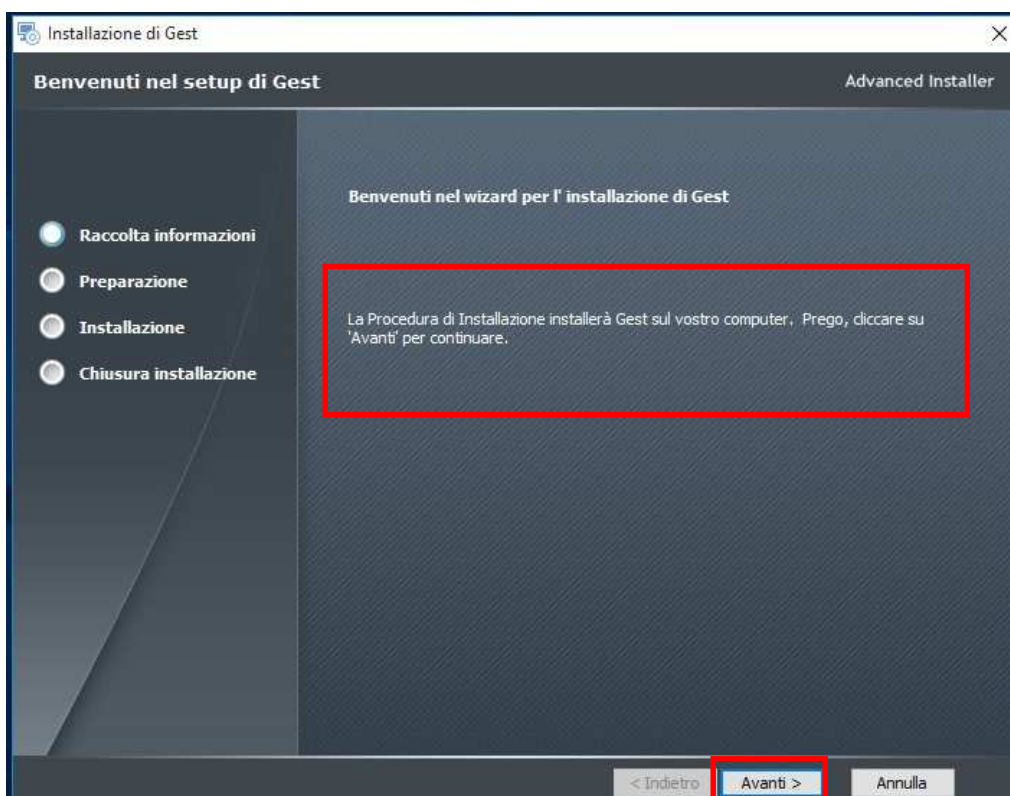 Installazione di Gest
Benvenuti nel setup di Gest
Advanced Installer
Benvenuti nel wizard per l' installazione di Gest
Raccolta informazioni
Preparazione
Installazione
Chiusura installazione
La Procedura di Installazione installerà Gest sul vostro computer.  Prego, cliccare su
'Avanti' per continuare.
< Indietro
Avanti >
Annulla